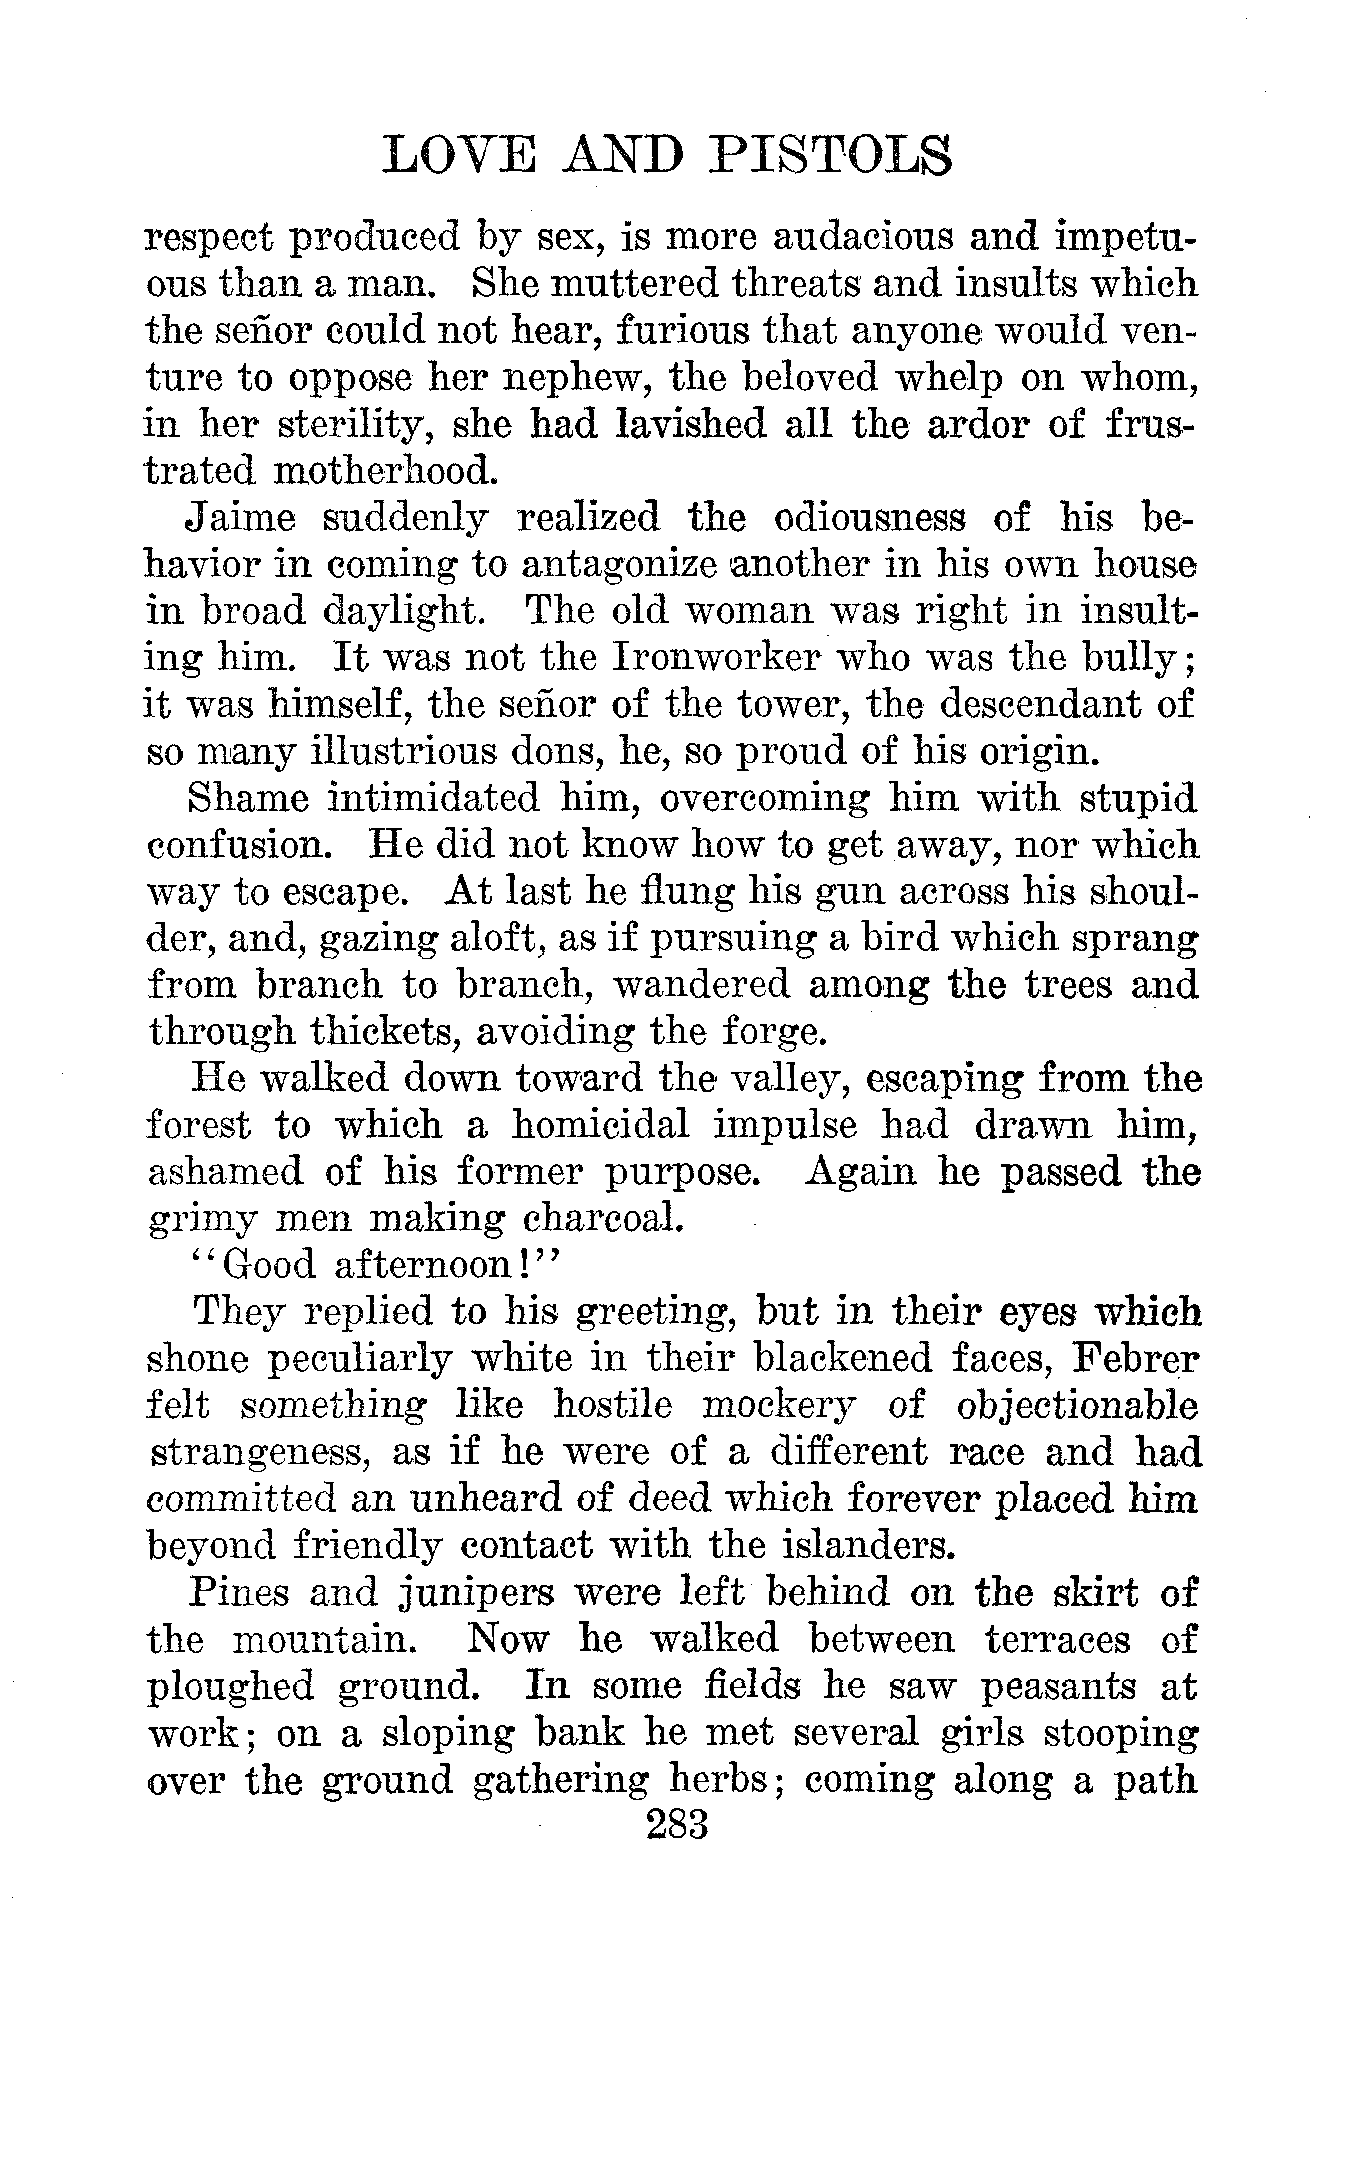 LOVE AND PISTOLS
respect produced by sex, is more audacious and impetu-
ous than a man. She muttered threats and insults which
the señor could not hear, furious that anyone would ven-
ture to oppose her nephew, the beloved whelp on whom,
in her sterility, she had lavished all the ardor of frus-
trated motherhood.
Jaime suddenly realized the odiousness of his be-
havior in coming to antagonize another in his own house
in broad daylight. The old woman was right in insult-
ing him. It was not the Ironworker who was the bully;
it was himself, the señor of the tower, the descendant of
so many illustrious dons, he, so proud of his origin.
Shame intimidated him, overcoming him with stupid
confusion. He did not know how to get away, nor which
way to escape. At last he flung his gun across his shoul-
der, and, gazing aloft, as if pursuing a bird which sprang
from branch to branch, wandered among the trees and
through thickets, avoiding the forge.
He walked down toward the valley, escaping from the
forest to which a homicidal impulse had drawn him,
ashamed of his former purpose. Again he passed the
grimy men making charcoal.
"Good afternoon!"
They replied to his greeting, but in their eyes which
shone peculiarly white in their blackened faces, Febrer
felt something like hostile mockery of objectionable
strangeness, as if he were of a different race and had
committed an unheard of deed which forever placed him
beyond friendly contact with the islanders.
Pines and junipers were left behind on the skirt of
the mountain. Now he walked between terraces of
ploughed ground. In some fields he saw peasants at
work; on a sloping bank he met several girls stooping
over the ground gathering herbs; coming along a path
283